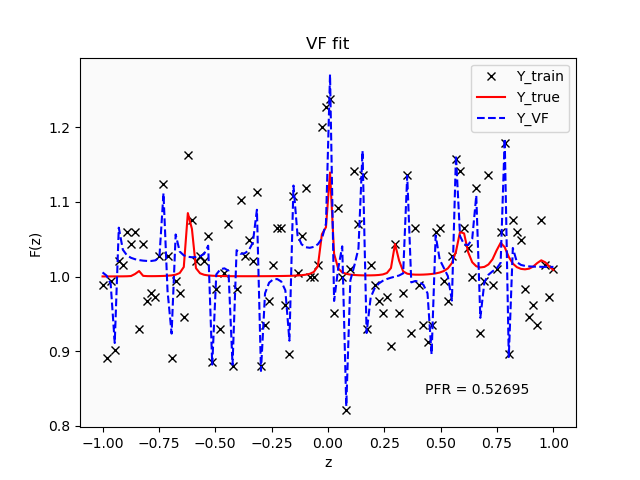 VF fit
Y_train
Y_true
Y_VF
F(z)
1.2
1.1
1.0
0.9
0.8
PFR = 0.52695
−1.00 −0.75 −0.50 −0.25 0.00 0.25 0.50 0.75 1.00
z